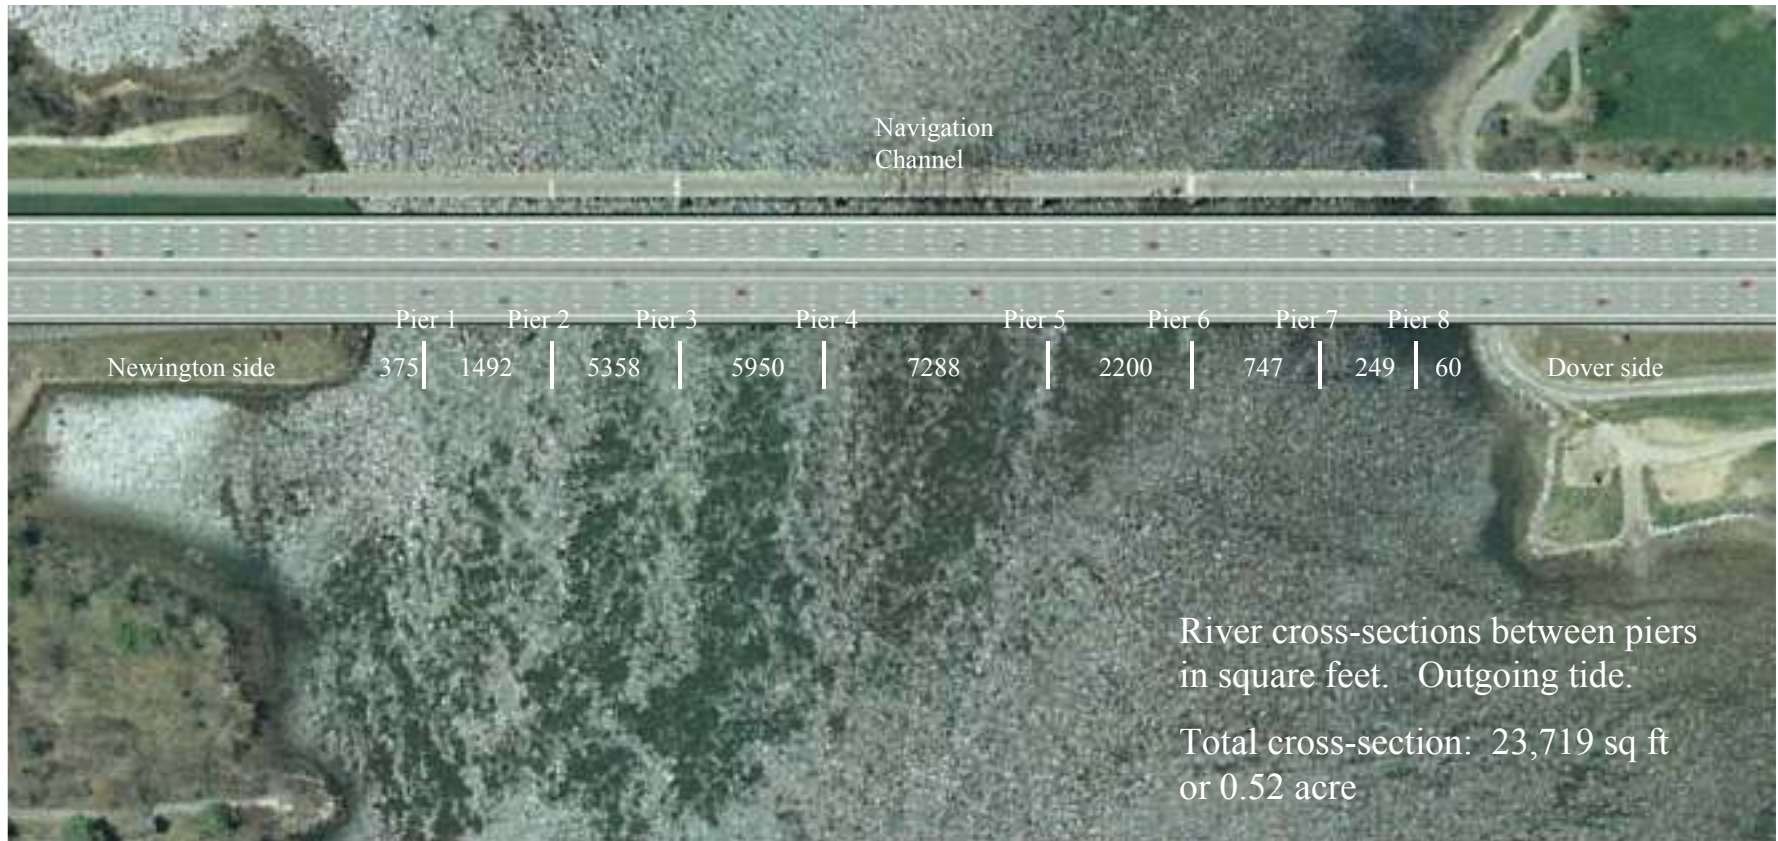 Navigation
Channel
Pier 1 Pier 2 Pier 3 Pier 4 Pier 5 Pier 6 Pier 7 Pier 8
Newington side 375 1492 5358 5950 7288 2200 747 249 60 Dover side
River cross-sections between piers
in square feet. Outgoing tide.
Total cross-section: 23,719 sq ft
or 0.52 acre